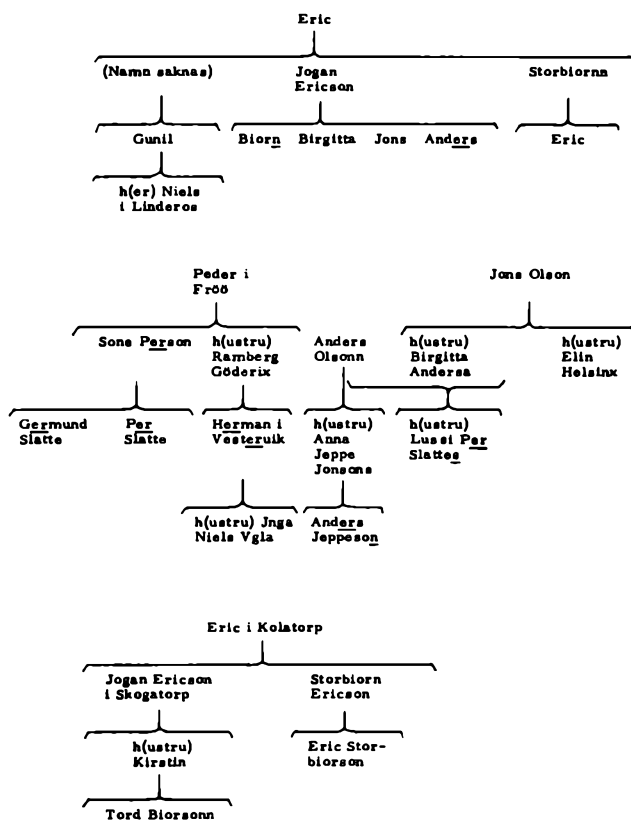 Eric
(Namn saknas) Jogan Storbiornn
Ericson
Gunil Biorn Birgitta Jons Anders Eric
h(er) Niels
i Linderos
Peder i Jons Olson
Fröö
Sons Person h(ustru) Anders h(ustru) h(ustru)
Ramberg Olsonn Birgitta Elin
Göderix Andersa Helsinx
Germund Per Herman i h(ustru) h(ustru)
Slatte Slatte Vesteruik Anna Lussi Per
Jeppe Slattes
Jonsons
h(ustru) Jnga Anders
Niels Vgla Jeppeson
Eric i Kolatorp
Jogan Ericson Storbiorn
i Skogatorp Ericson
h(ustru) Eric Stor-
Kirstin biorson
Tord Biorsonn